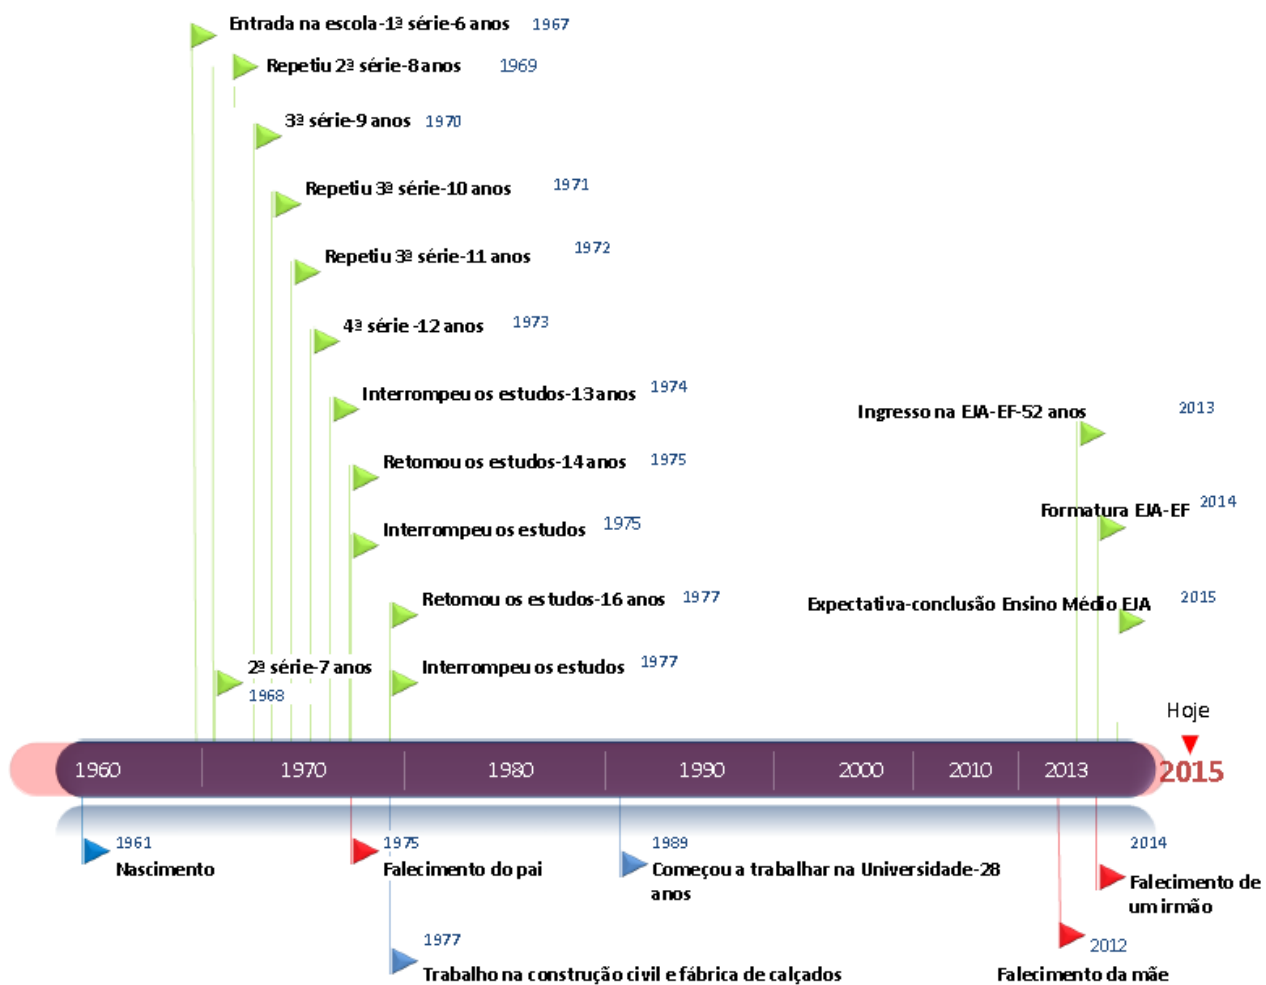 Entrada na escola-1ª série-6 anos 1967
Repetiu 2ª série-8 anos 1969
3ª série-9 anos 1970
Repetiu 3ª série-10 anos 1971
Repetiu 3ª série-11 anos 1972
4ª série -12 anos 1973
Interrompeu os estudos-13 anos 1974
Ingresso na EJA-EF-52 anos 2013
Retomou os estudos-14 anos 1975
Formatura EJA-EF 2014
Interrompeu os estudos 1975
Retomou os estudos-16 anos 1977
Expectativa-conclusão Ensino Médio EJA 2015
Interrompeu os estudos 1977
2ª série-7 anos
1968
Hoje
1960 1970 1980 1990 2000 2010 2013 2015
1961
Nascimento
1975
Falecimento do pai
1989
Começou a trabalhar na Universidade-28
anos
2014
Falecimento de
um irmão
1977
Trabalho na construção civil e fábrica de calçados
2012
Falecimento da mãe